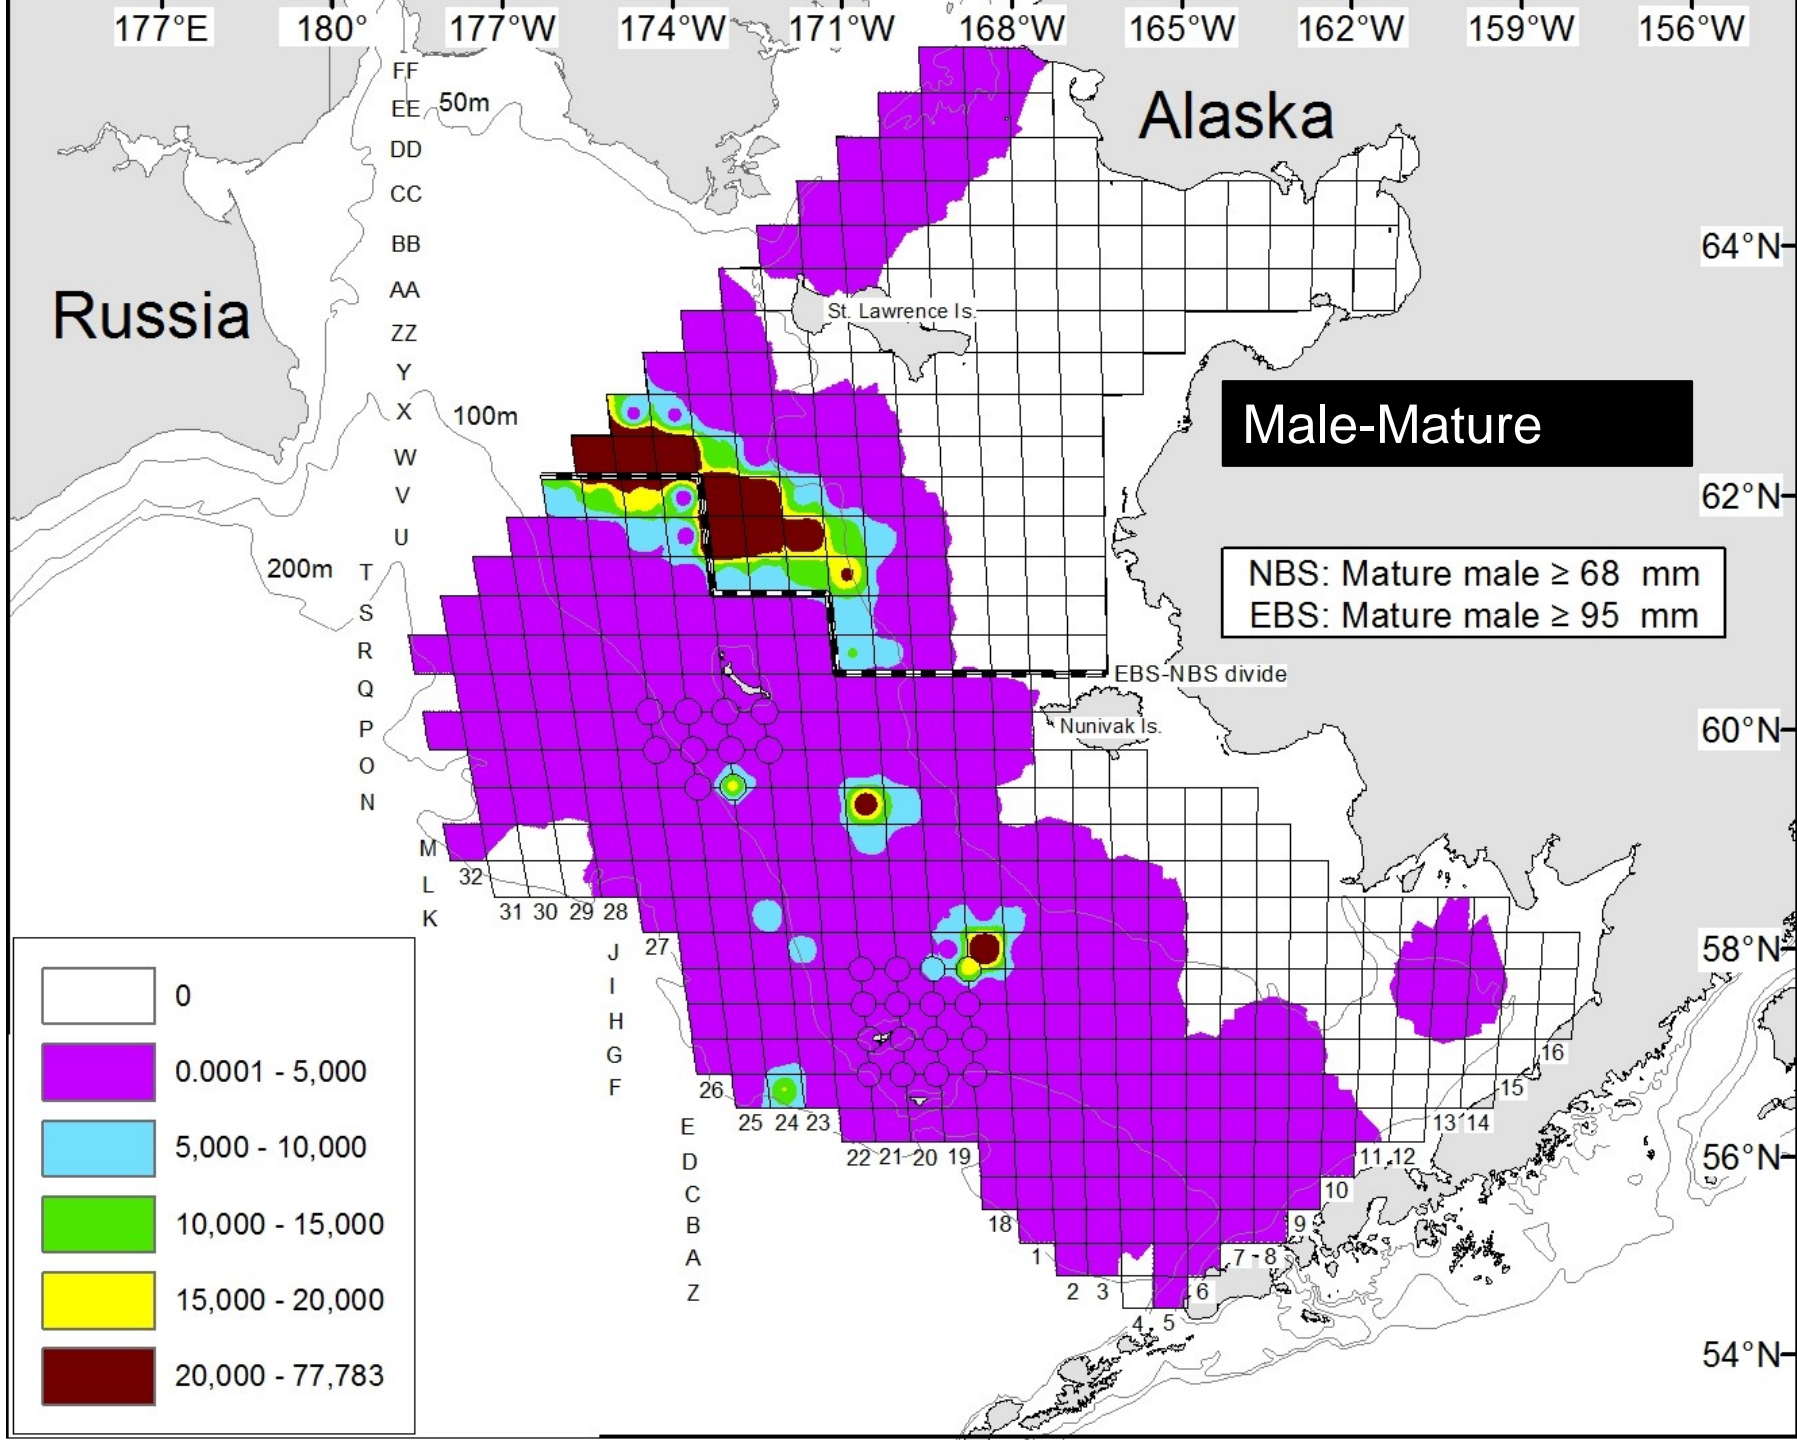 177°E 180° 177°W 174°W 171°W 168°W 165°W 162°W 159°W 156°W
FF
EE 50m
Alaska
DD
CC
BB
64°N
AA
Russia
St. Lawrence Is.
ZZ
Y
X 100m
Male-Mature
W
V
62°N
U
200m T
NBS: Mature male ≥ 68 mm
S
EBS: Mature male ≥ 95 mm
R
EBS-NBS divide
Q
P
Nunivak Is.
60°N
O
N
M
32
L
31 30 29 28
K
27
J
58°N
I
H
G
16
F
26
15
25 24 23
E
13 14
22 21 20 19
D
11 12
56°N
C
10
B
18
9
A
1
7 - 8
Z
2 3
6
4 5
54°N
0
0.0001 - 5,000
5,000 - 10,000
10,000 - 15,000
15,000 - 20,000
20,000 - 77,783